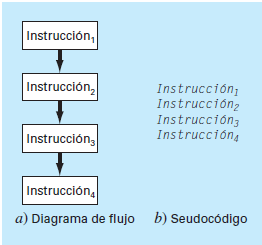 Instrucción₁
Instrucción₂
Instrucción₃
Instrucción₄
a) Diagrama de flujo
Instrucción₁
Instrucción₂
Instrucción₃
Instrucción₄
b) Seudocódigo